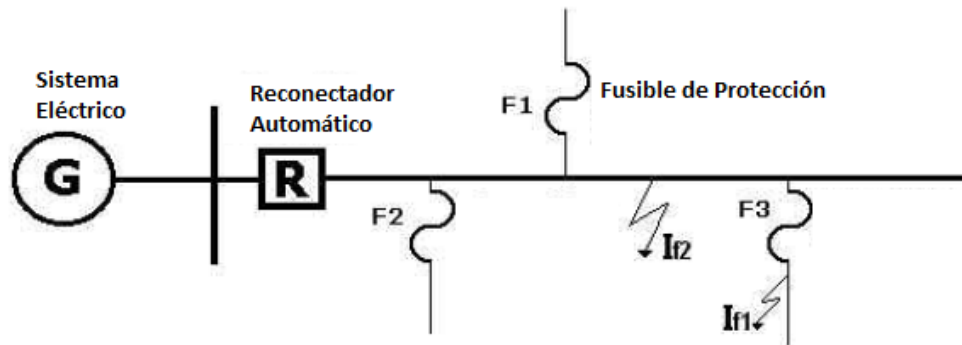 Sistema
Eléctrico
Reconectador
Automático
Fusible de Protección
F1
G
R
F2
If2
F3
If1